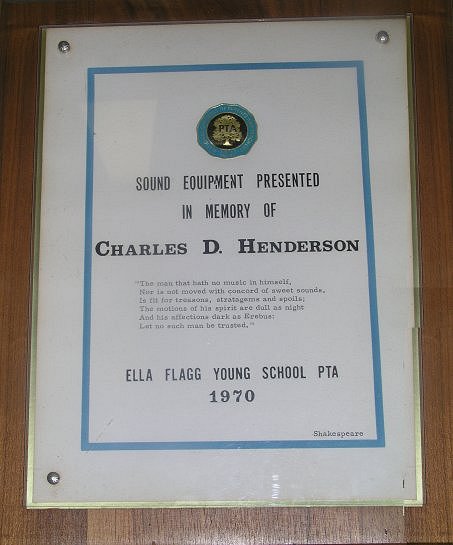 PTA
SOUND EQUIPMENT PRESENTED
IN MEMORY OF
CHARLES D. HENDERSON
"The man that hath no music in himself,
Nor is not moved with concord of sweet sounds,
Is fit for treasons, stratagems and spoils;
The motions of his spirit are dull as night
And his affections dark as Erebus:
Let no such man be trusted."
ELLA FLAGG YOUNG SCHOOL PTA
1970
Shakespeare